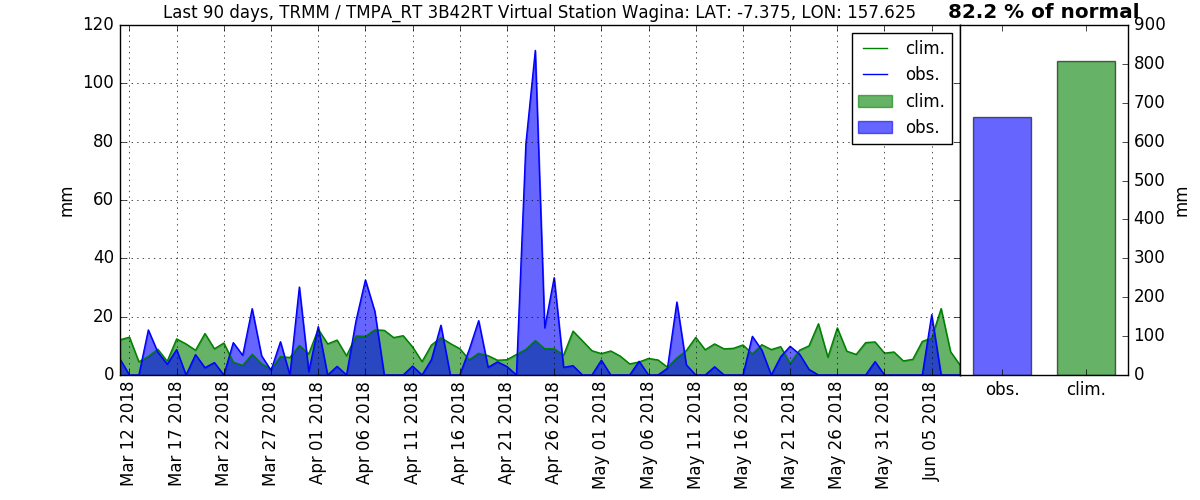 Last 90 days, TRMM / TMPA_RT 3B42RT Virtual Station Wagina: LAT: -7.375, LON: 157.625
82.2 % of normal
120
100
80
60
40
20
0
mm
clim.
obs.
clim.
obs.
Mar 12 2018
Mar 17 2018
Mar 22 2018
Mar 27 2018
Apr 01 2018
Apr 06 2018
Apr 11 2018
Apr 16 2018
Apr 21 2018
Apr 26 2018
May 01 2018
May 06 2018
May 11 2018
May 16 2018
May 21 2018
May 26 2018
May 31 2018
Jun 05 2018
900
800
700
600
500
400
300
200
100
0
mm
obs.
clim.